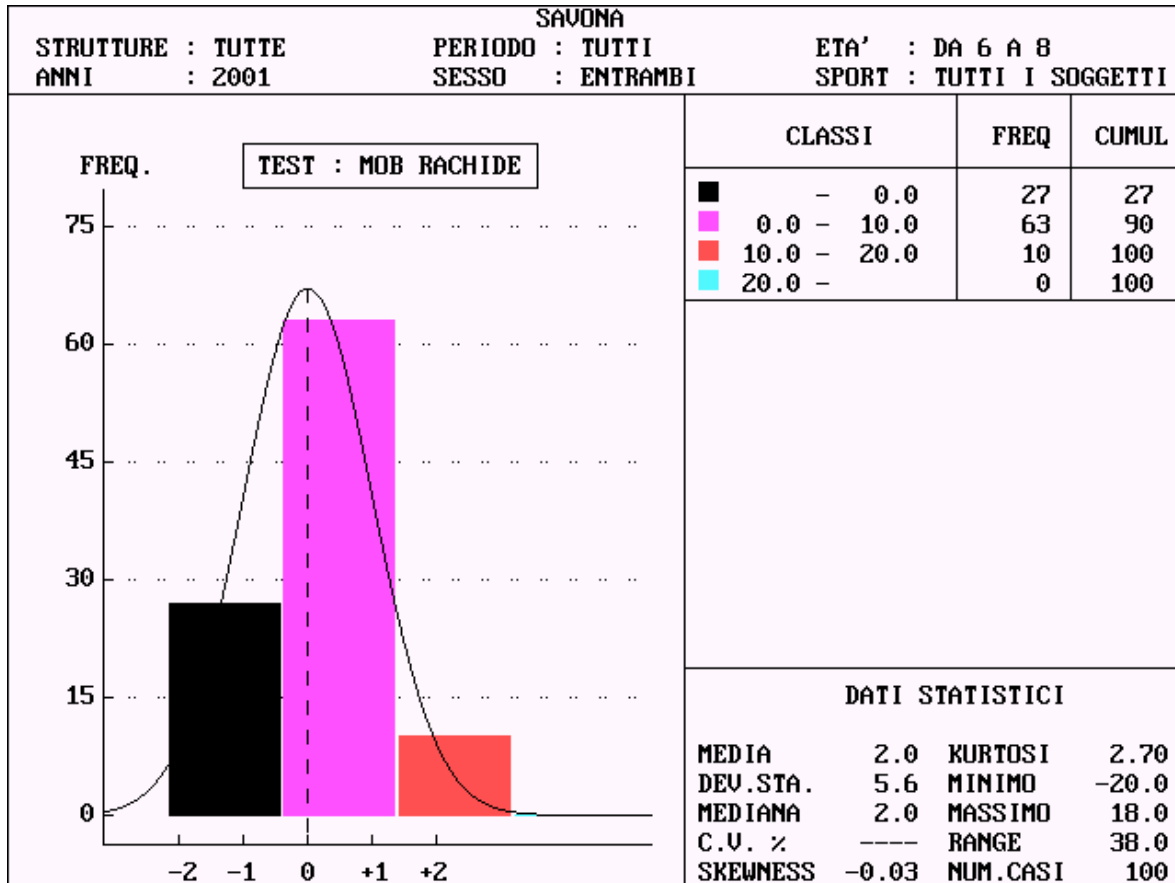 SAVONA
STRUTTURE : TUTTE PERIODO : TUTTI ETA' : DA 6 A 8
ANNI : 2001 SESSO : ENTRAMBI SPORT : TUTTI I SOGGETTI
CLASSI FREQ CUMUL
FREQ. TEST : MOB RACHIDE
- 0.0 27 27
0.0 - 10.0 63 90
10.0 - 20.0 10 100
20.0 - 0 100
75
60
45
30
15
0
-2 -1 0 +1 +2
DATI STATISTICI
MEDIA 2.0 KURTOSI 2.70
DEV.STA. 5.6 MINIMO -20.0
MEDIANA 2.0 MASSIMO 18.0
C.V. % ---- RANGE 38.0
SKEWNESS -0.03 NUM.CASI 100